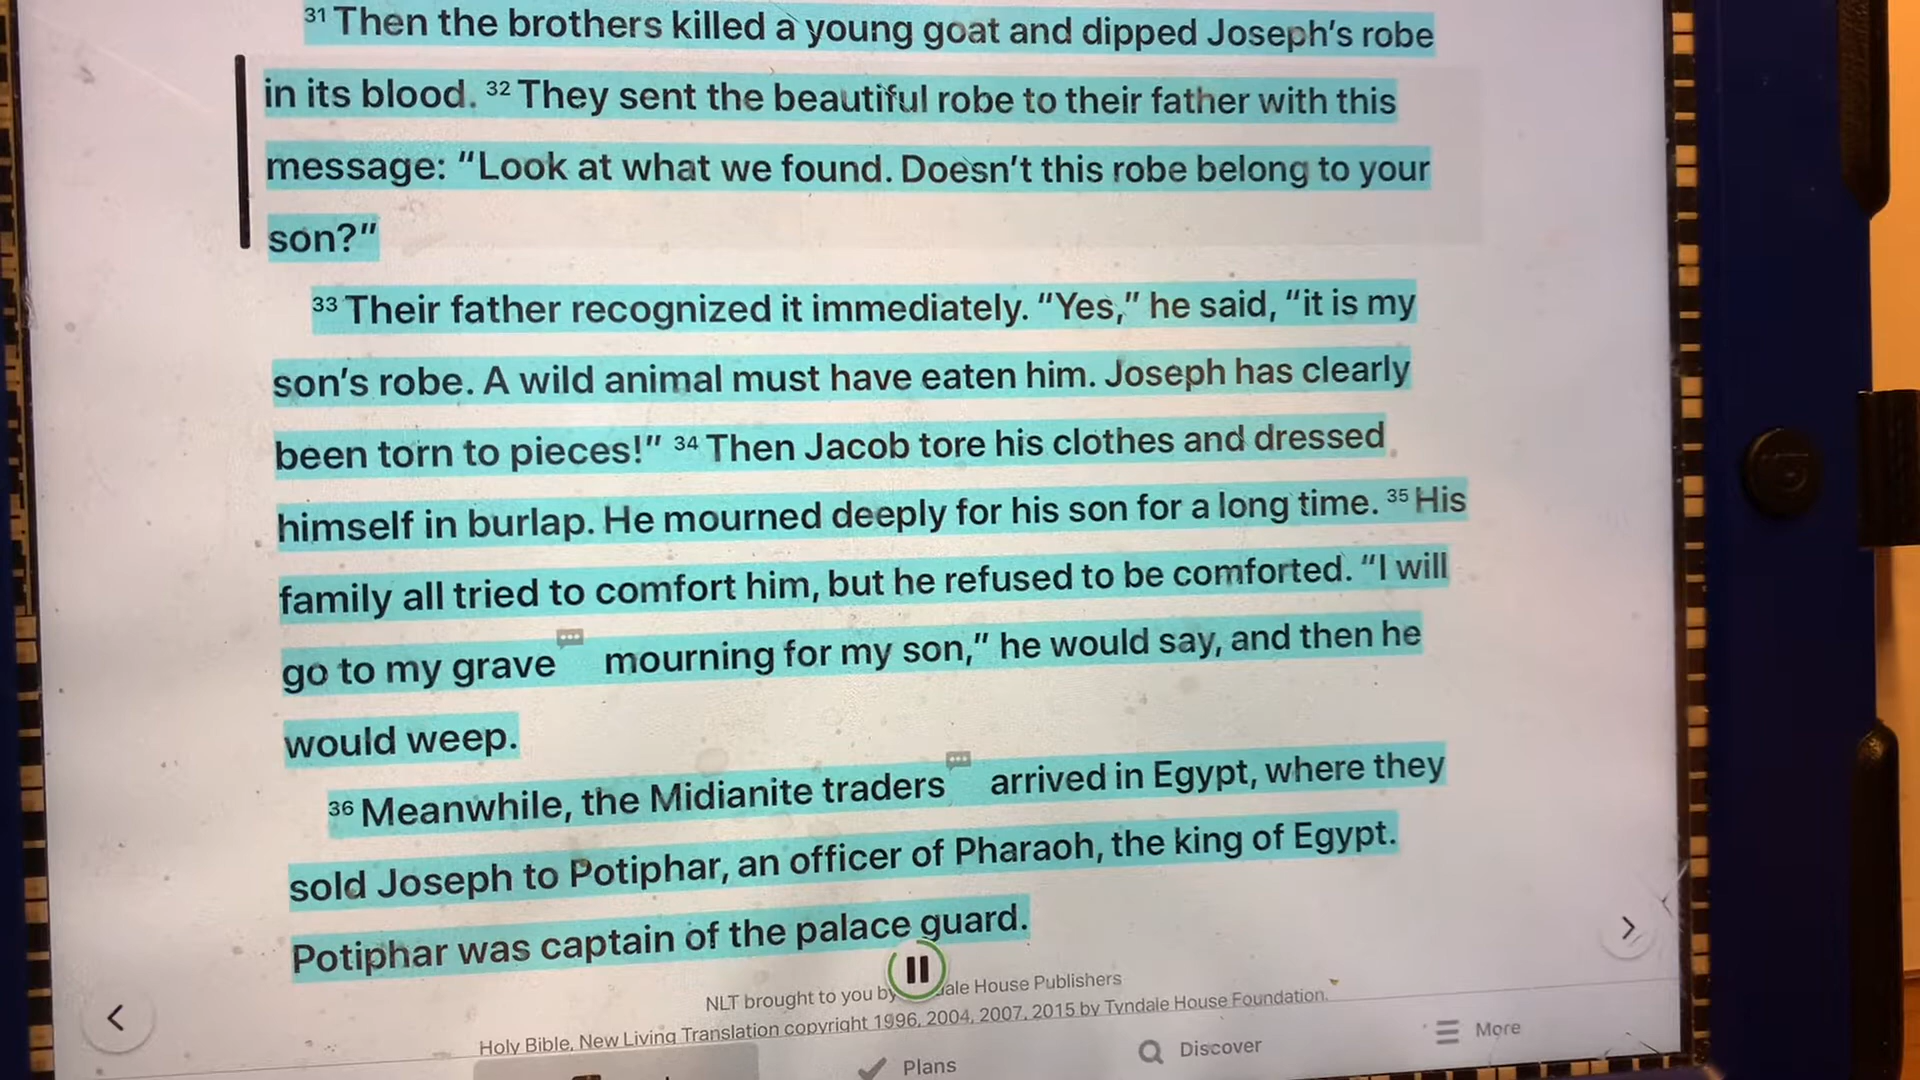 31 Then the brothers killed a young goat and dipped Joseph's robe
in its blood. 32 They sent the beautiful robe to their father with this
message: “Look at what we found. Doesn't this robe belong to your
son?”
33 Their father recognized it immediately. “Yes,” he said, “it is my
son's robe. A wild animal must have eaten him. Joseph has clearly
been torn to pieces!” 34 Then Jacob tore his clothes and dressed
himself in burlap. He mourned deeply for his son for a long time. 35 His
family all tried to comfort him, but he refused to be comforted. “I will
go to my grave mourning for my son,” he would say, and then he
would weep.
36 Meanwhile, the Midianite traders arrived in Egypt, where they
sold Joseph to Potiphar, an officer of Pharaoh, the king of Egypt.
Potiphar was captain of the palace guard.
NLT brought to you by dale House Publishers
Holy Bible, New Living Translation copyright 1996, 2004, 2007, 2015 by Tyndale House Foundation.
Plans
Discover
More